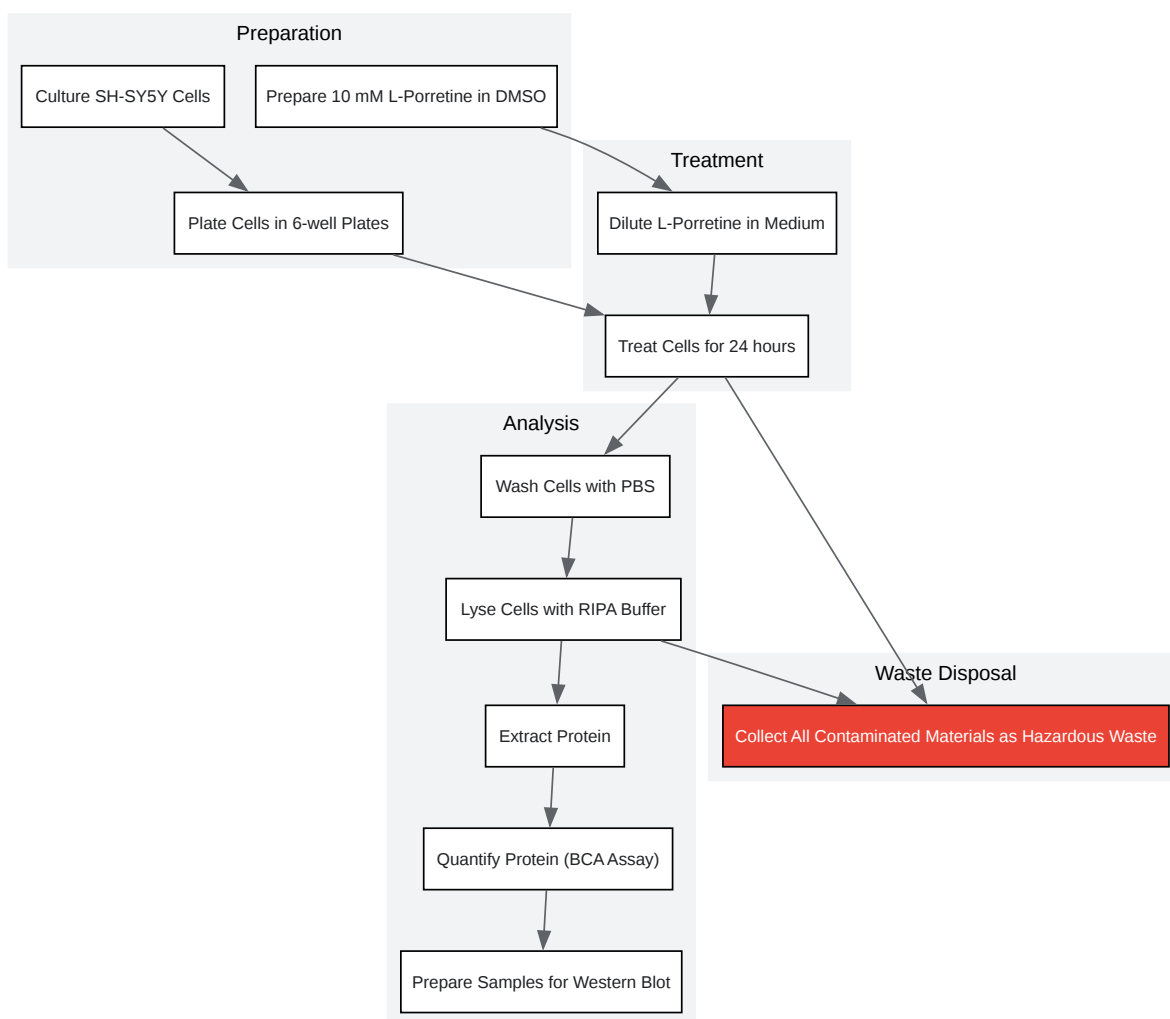 Preparation
Culture SH-SY5Y Cells
Prepare 10 mM L-Porretine in DMSO
Plate Cells in 6-well Plates
Treatment
Dilute L-Porretine in Medium
Treat Cells for 24 hours
Analysis
Wash Cells with PBS
Lyse Cells with RIPA Buffer
Extract Protein
Quantify Protein (BCA Assay)
Prepare Samples for Western Blot
Waste Disposal
Collect All Contaminated Materials as Hazardous Waste